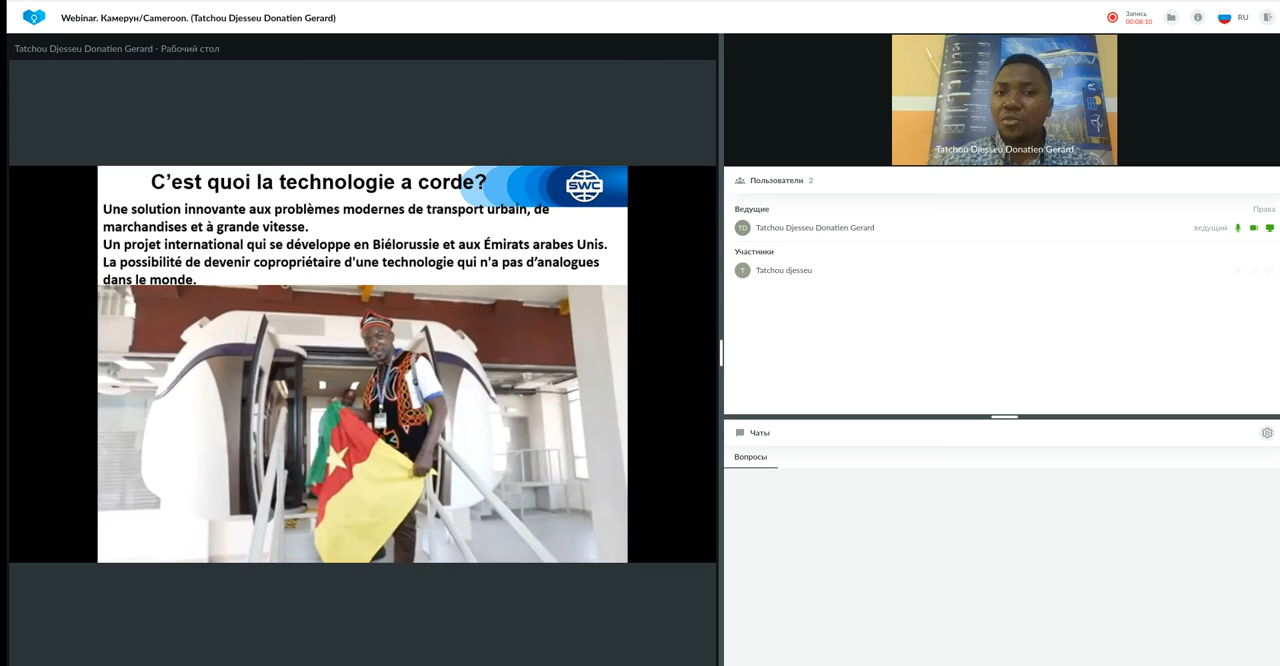 Webinar. Камерун/Cameroon. (Tatchou Djesseu Donatien Gerard)
Запись
00:08:10
RU
Tatchou Djesseu Donatien Gerard - Рабочий стол
C’est quoi la technologie a corde?
SWC
Une solution innovante aux problèmes modernes de transport urbain, de
marchandises et à grande vitesse.
Un projet international qui se développe en Biélorussie et aux Émirats arabes Unis.
La possibilité de devenir copropriétaire d'une technologie qui n'a pas d’analogues
dans le monde.
Tatchou Djesseu Donatien Gerard
Пользователи 2
Ведущие
Права
TD
Tatchou Djesseu Donatien Gerard
ведущий
Участники
T
Tatchou djesseu
Чаты
Вопросы